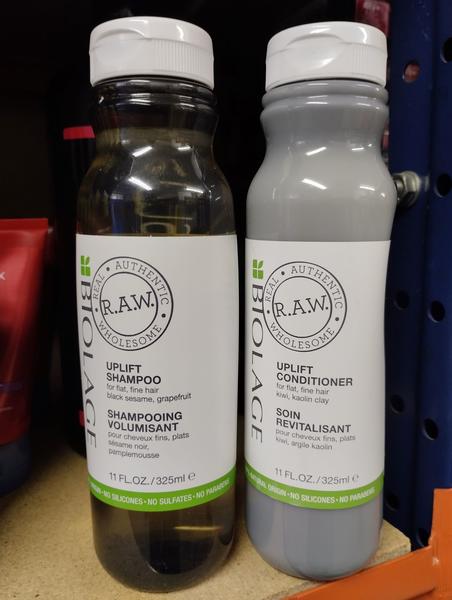 BIOLAGE
REAL • AUTHENTIC • WHOLESOME •
R.A.W.
UPLIFT
SHAMPOO
for flat, fine hair
black sesame, grapefruit
SHAMPOOING
VOLUMISANT
pour cheveux fins, plats
sésame noir,
pamplemousse
11 FL.OZ./325ml ℮
ORIGIN • NO SILICONES • NO SULFATES • NO PARABENS
BIOLAGE
REAL • AUTHENTIC • WHOLESOME •
R.A.W.
UPLIFT
CONDITIONER
for flat, fine hair
kiwi, kaolin clay
SOIN
REVITALISANT
pour cheveux fins, plats
kiwi, argile kaolin
11 FL.OZ./325ml ℮
NATURAL ORIGIN • NO SILICONES • NO PARABENS